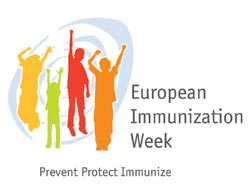 European
Immunization
Week
Prevent Protect Immunize